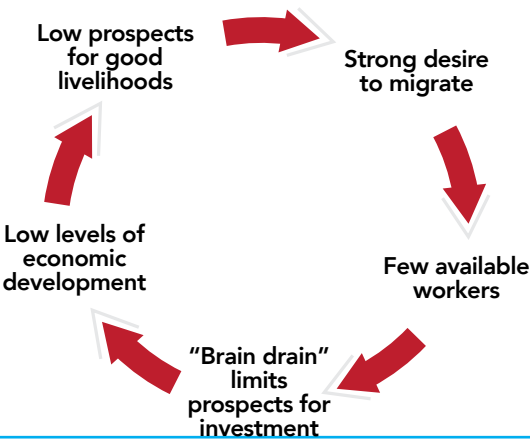 Low prospects
for good
livelihoods
Strong desire
to migrate
Few available
workers
“Brain drain”
limits
prospects for
investment
Low levels of
economic
development